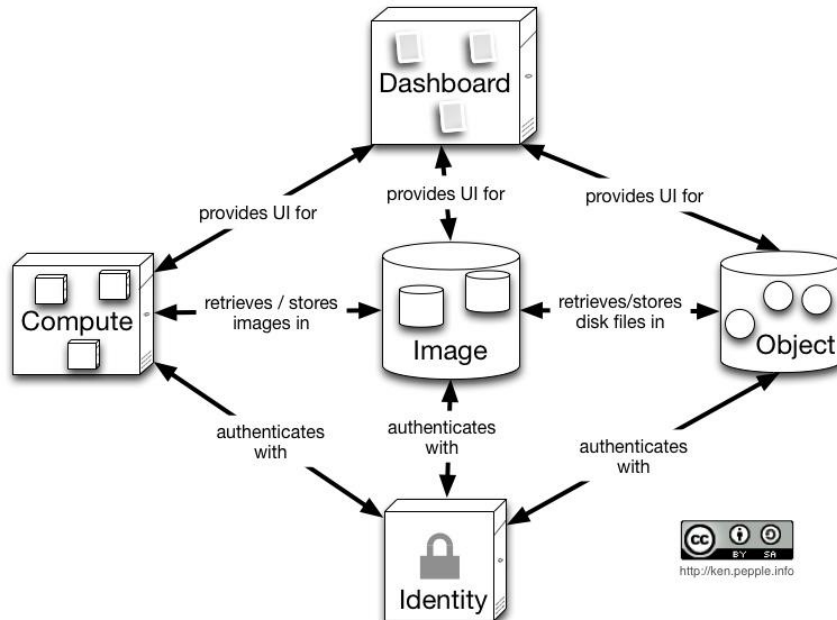 Dashboard
provides UI for
provides UI for
provides UI for
Compute
retrieves / stores
images in
Image
retrieves/stores
disk files in
Object
authenticates
with
authenticates
with
authenticates
with
Identity
cc
BY SA
http://ken.pepple.info